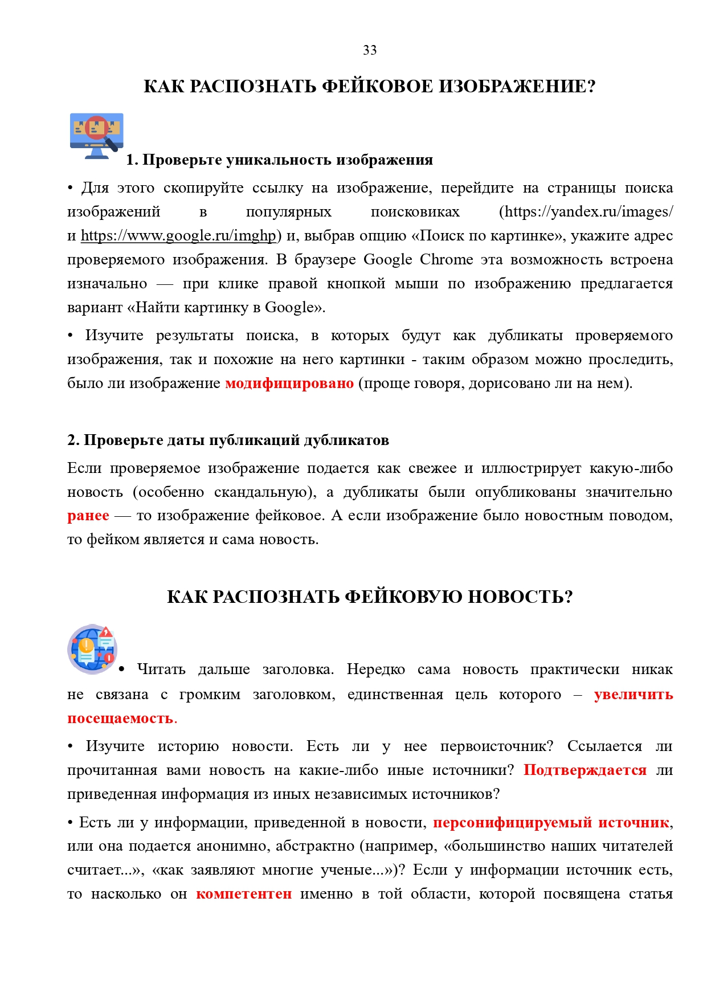 33
КАК РАСПОЗНАТЬ ФЕЙКОВОЕ ИЗОБРАЖЕНИЕ?
1. Проверьте уникальность изображения
• Для этого скопируйте ссылку на изображение, перейдите на страницы поиска
изображений в популярных поисковиках (https://yandex.ru/images/
и https://www.google.ru/imghp) и, выбрав опцию «Поиск по картинке», укажите адрес
проверяемого изображения. В браузере Google Chrome эта возможность встроена
изначально — при клике правой кнопкой мыши по изображению предлагается
вариант «Найти картинку в Google».
• Изучите результаты поиска, в которых будут как дубликаты проверяемого
изображения, так и похожие на него картинки - таким образом можно проследить,
было ли изображение модифицировано (проще говоря, дорисовано ли на нем).
2. Проверьте даты публикаций дубликатов
Если проверяемое изображение подается как свежее и иллюстрирует какую-либо
новость (особенно скандальную), а дубликаты были опубликованы значительно
ранее — то изображение фейковое. А если изображение было новостным поводом,
то фейком является и сама новость.
КАК РАСПОЗНАТЬ ФЕЙКОВУЮ НОВОСТЬ?
• Читать дальше заголовка. Нередко сама новость практически никак
не связана с громким заголовком, единственная цель которого – увеличить
посещаемость.
• Изучите историю новости. Есть ли у нее первоисточник? Ссылается ли
прочитанная вами новость на какие-либо иные источники? Подтверждается ли
приведенная информация из иных независимых источников?
• Есть ли у информации, приведенной в новости, персонифицируемый источник,
или она подается анонимно, абстрактно (например, «большинство наших читателей
считает...», «как заявляют многие ученые...»)? Если у информации источник есть,
то насколько он компетентен именно в той области, которой посвящена статья